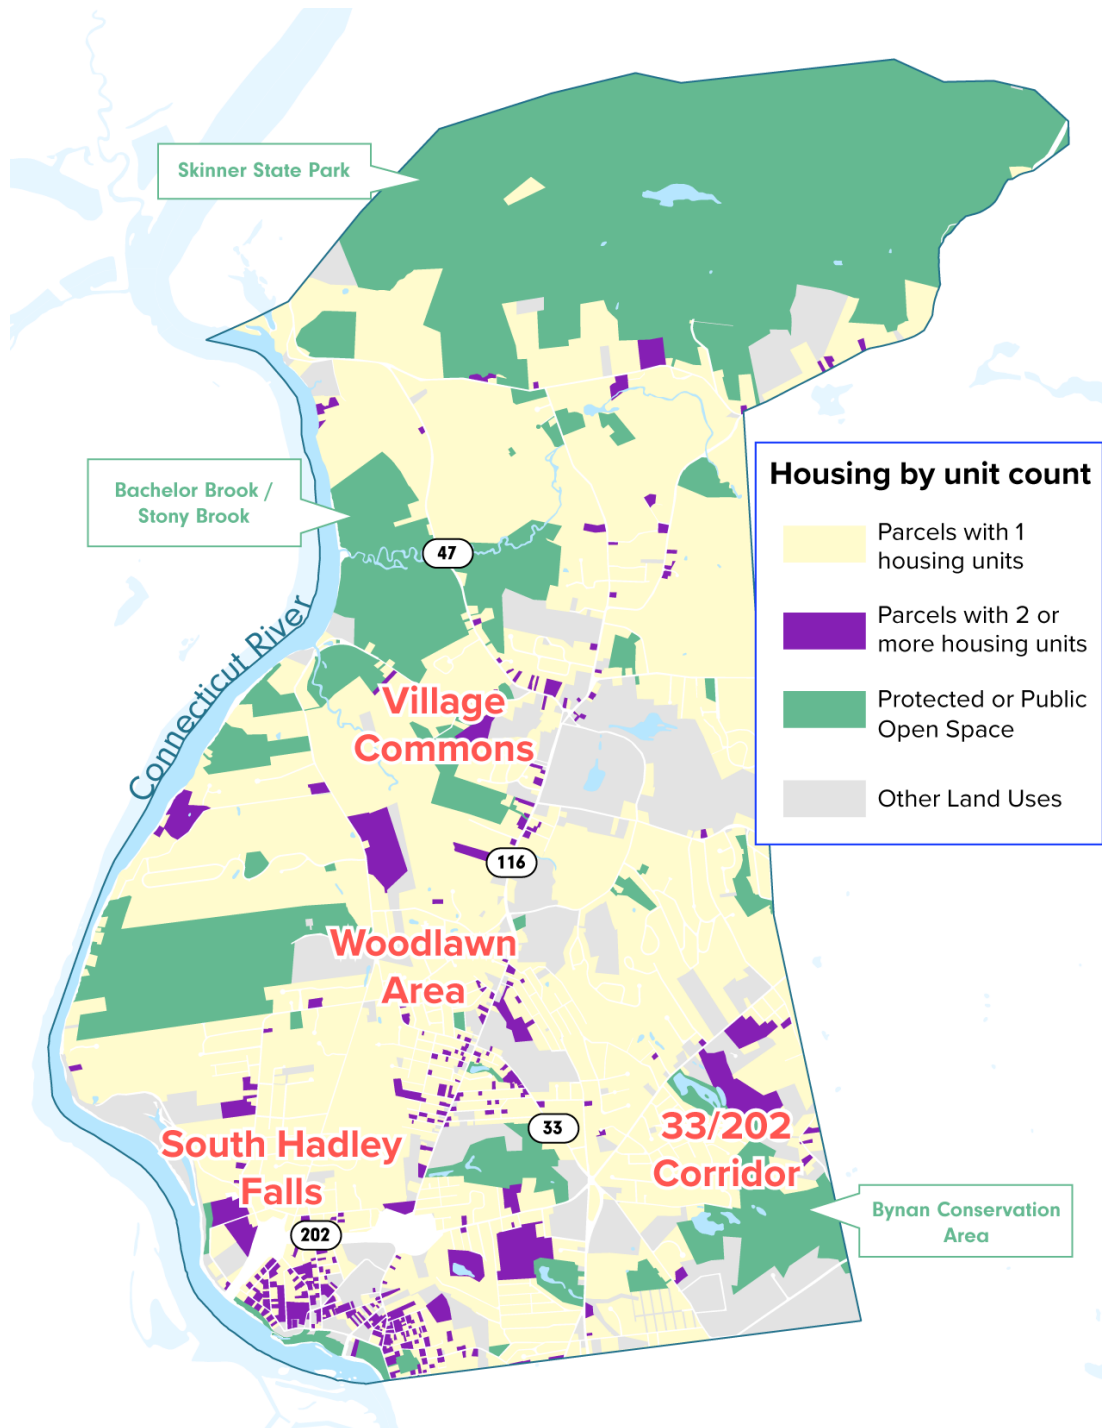 Skinner State Park
Bachelor Brook /
Stony Brook
47
Connecticut River
Village
Commons
116
Woodlawn
Area
33
33/202
Corridor
South Hadley
Falls
202
Bynan Conservation
Area
Housing by unit count
Parcels with 1
housing units
Parcels with 2 or
more housing units
Protected or Public
Open Space
Other Land Uses